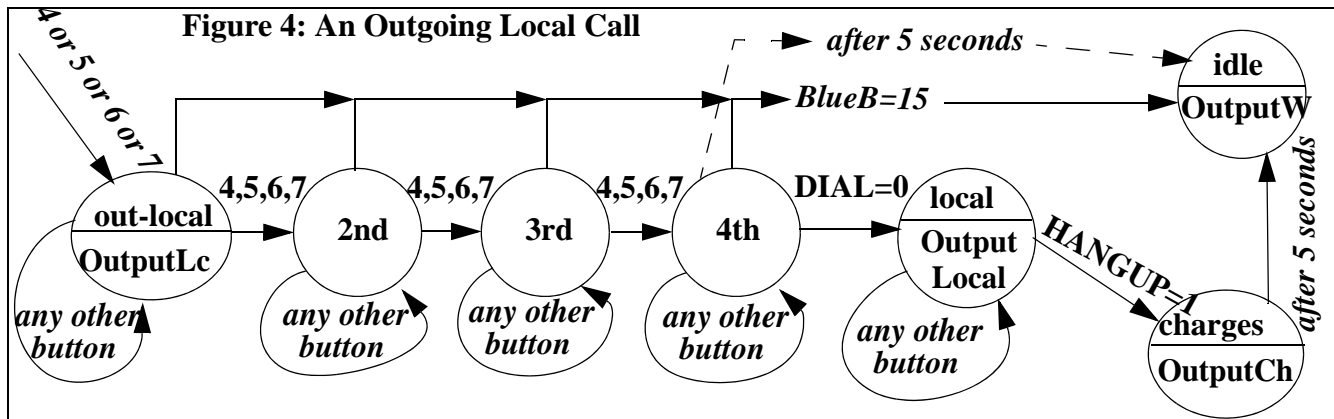 Figure 4: An Outgoing Local Call
4 or 5 or 6 or 7
after 5 seconds
BlueB=15
idle
OutputW
4,5,6,7
4,5,6,7
4,5,6,7
DIAL=0
out-local
OutputLc
2nd
3rd
4th
local
Output
Local
HANGUP=1
after 5 seconds
charges
OutputCh
any other
button
any other
button
any other
button
any other
button
any other
button